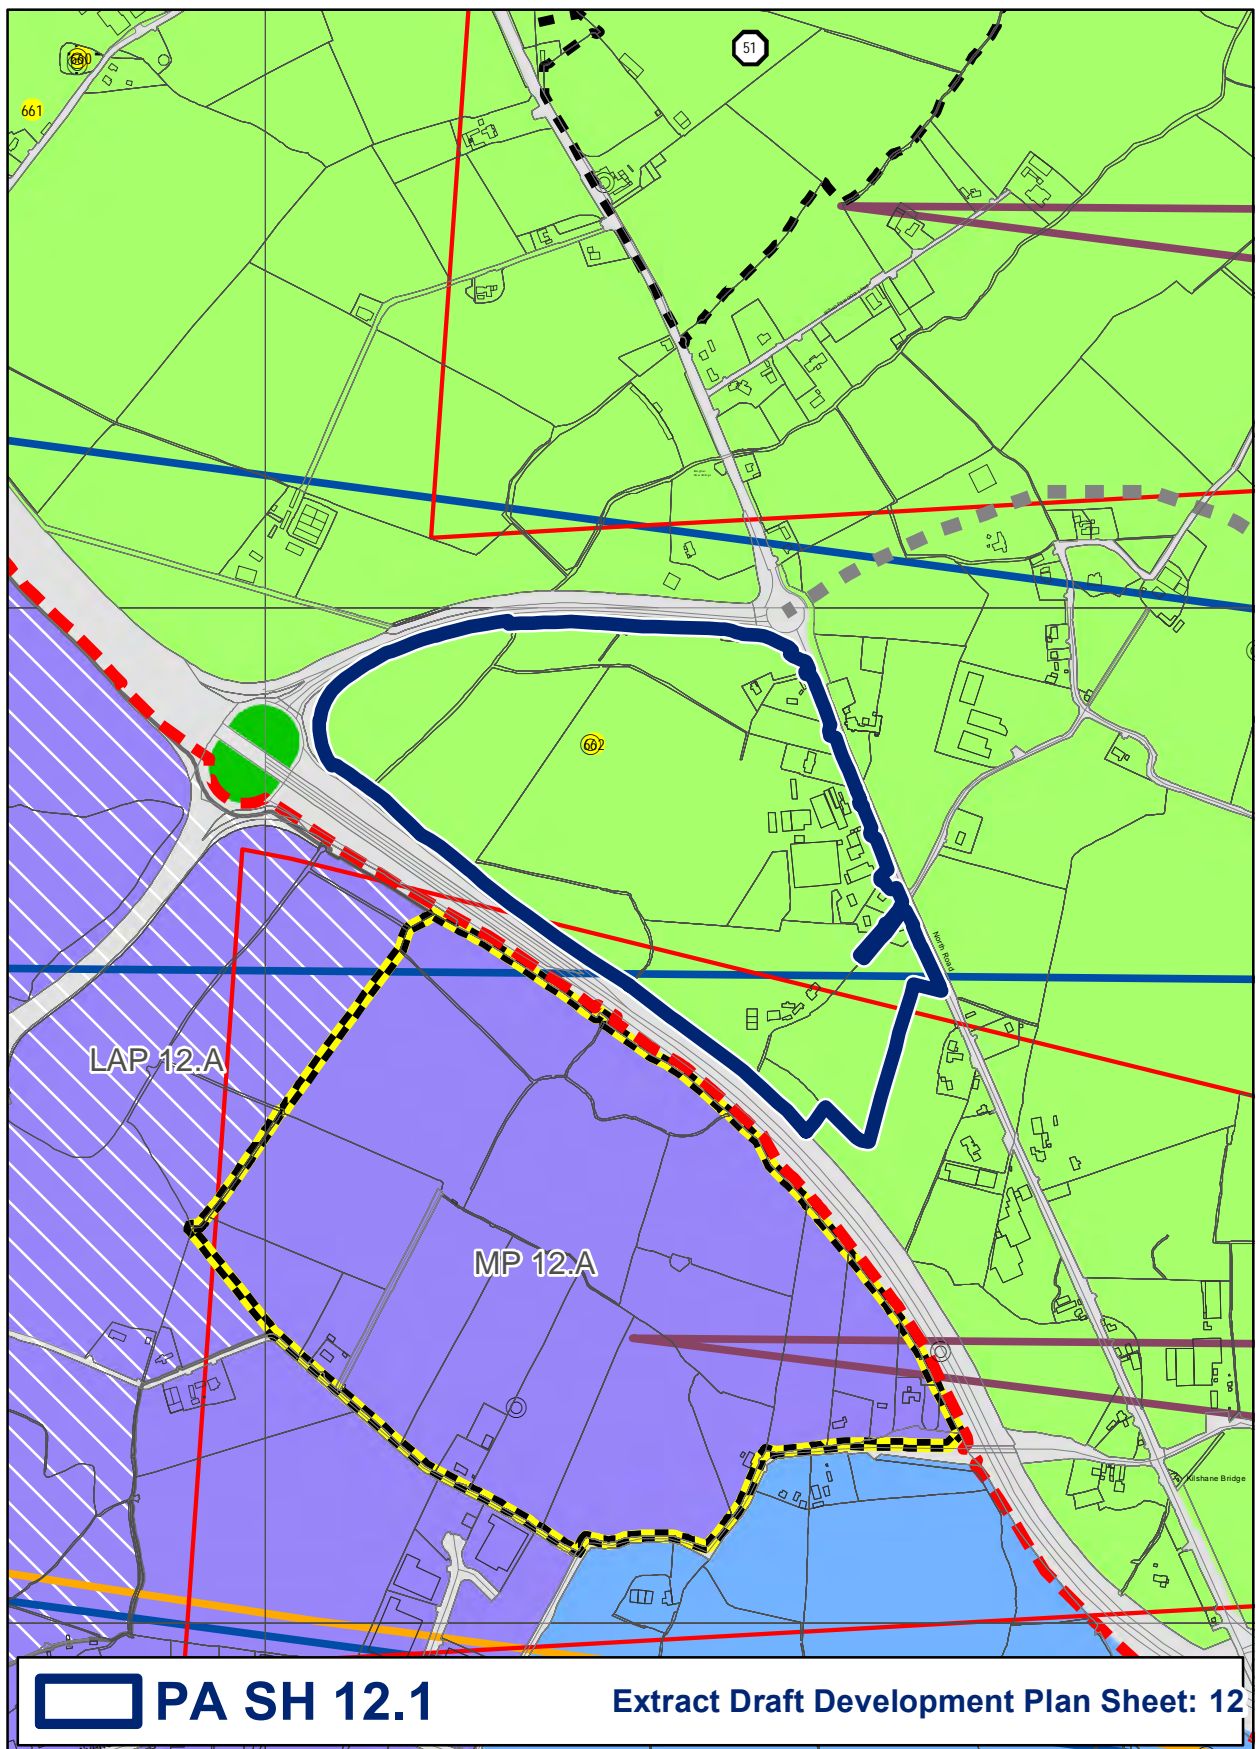 51
660
661
662
North Road
LAP 12.A
MP 12.A
Kilshane Bridge
PA SH 12.1
Extract Draft Development Plan Sheet: 12